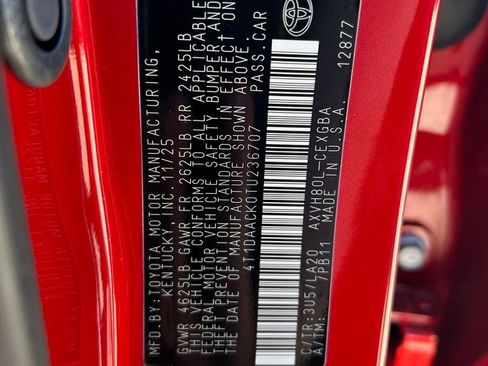 MFD. BY: TOYOTA MOTOR MANUFACTURING,
KENTUCKY, INC. 11/25
GVWR 4625LB GAWR FR 2625LB RR 2425LB
THIS VEHICLE CONFORMS TO ALL APPLICABLE
FEDERAL MOTOR VEHICLE SAFETY, BUMPER AND
THEFT PREVENTION STANDARDS IN EFFECT ON
THE DATE OF MANUFACTURE SHOWN ABOVE.
4T1DAACK0TU236707 PASS. CAR
C/TR:3U5/LA20 AXVH80L-CEXGBA
A/TM: /PB11 MADE IN U.S.A. 12877